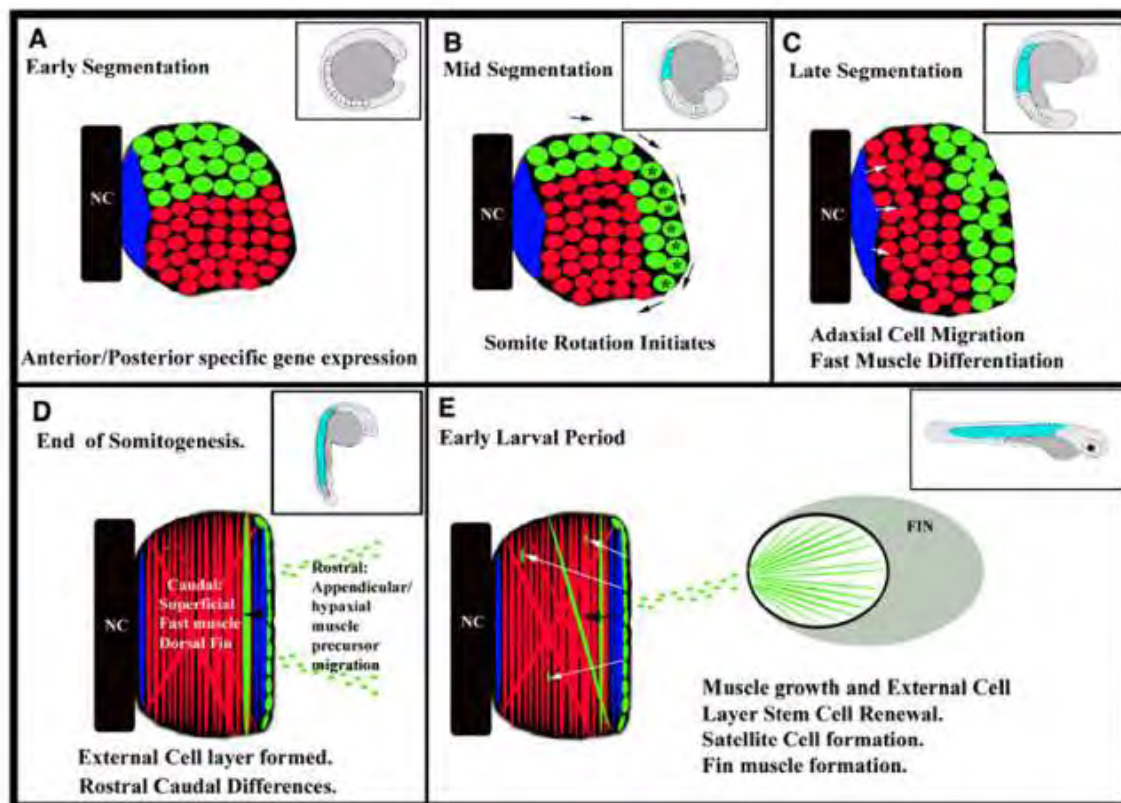 A
Early Segmentation
NC
Anterior/Posterior specific gene expression
B
Mid Segmentation
NC
Somite Rotation Initiates
C
Late Segmentation
NC
Adaxial Cell Migration
Fast Muscle Differentiation
D
End of Somitogenesis.
NC
Caudal:
Superficial
Fast muscle
Dorsal Fin
Rostral:
Appendicular/
hypaxial
muscle
precursor
migration
External Cell layer formed.
Rostral Caudal Differences.
E
Early Larval Period
NC
FIN
Muscle growth and External Cell
Layer Stem Cell Renewal.
Satellite Cell formation.
Fin muscle formation.